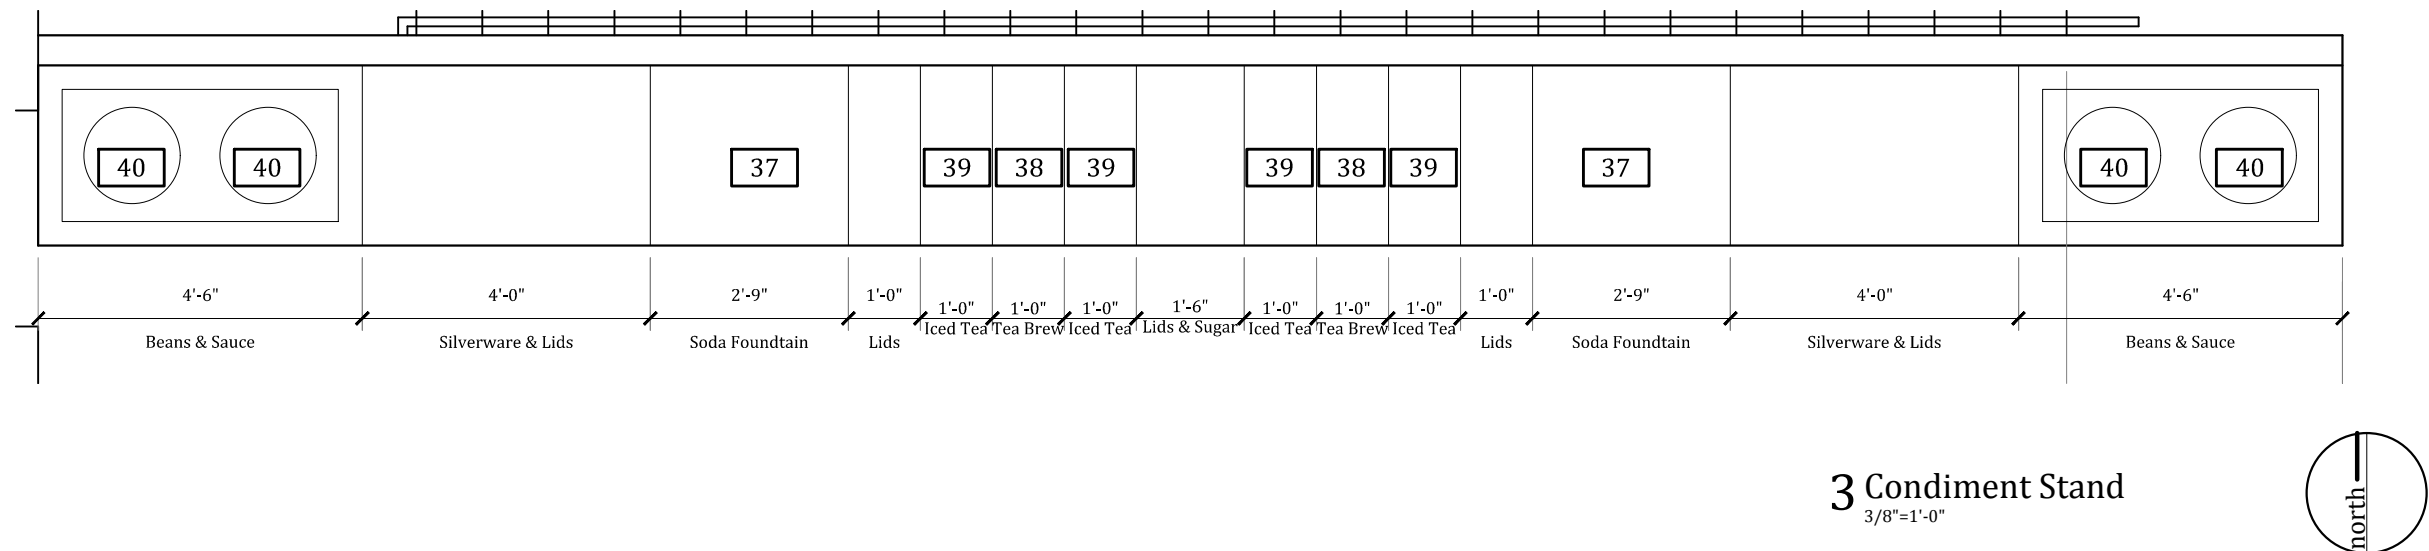 40 40 37 39 38 39 39 38 39 37 40 40
4'-6" 4'-0" 2'-9" 1'-0" 1'-0" 1'-0" 1'-0" 1'-6" 1'-0" 1'-0" 1'-0" 1'-0" 2'-9" 4'-0" 4'-6"
Iced Tea Tea Brew Iced Tea Lids & Sugar Iced Tea Tea Brew Iced Tea
Beans & Sauce Silverware & Lids Soda Foundtain Lids Lids Soda Foundtain Silverware & Lids Beans & Sauce
3 Condiment Stand
3/8"=1'-0"
north